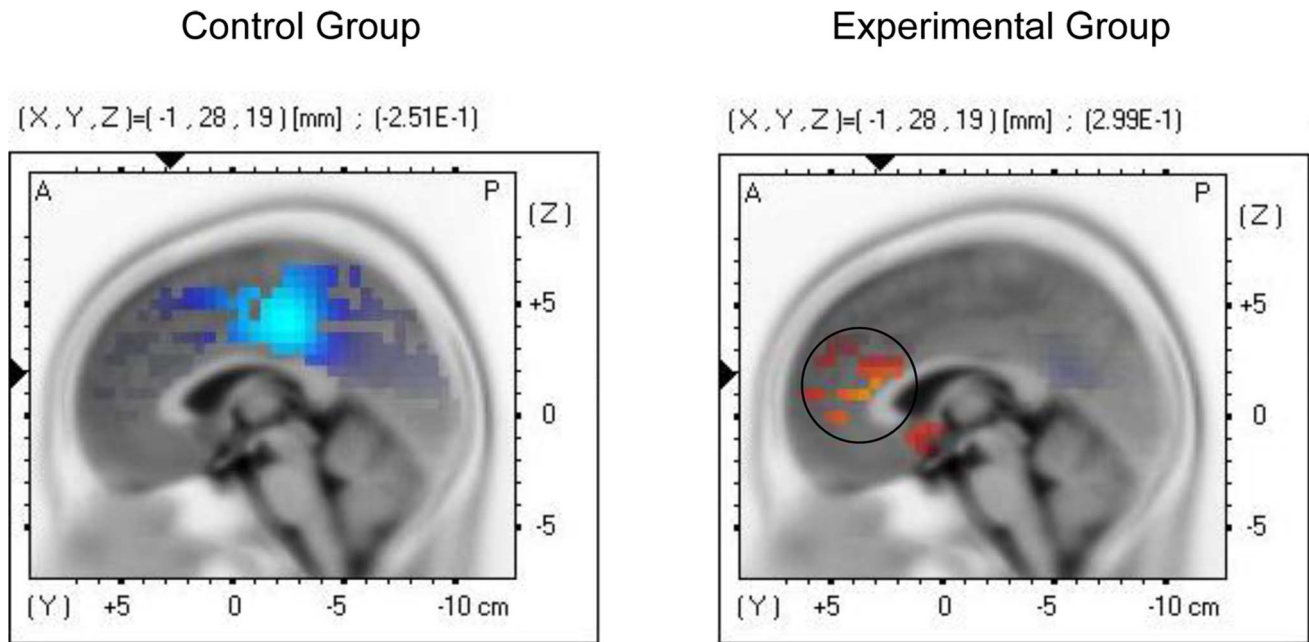 Control Group
(X,Y,Z)=( -1 , 28 , 19 ) [mm] ; (-2.51E-1)
A P
(Z)
+5
0
-5
(Y) +5 0 -5 -10 cm
Experimental Group
(X,Y,Z)=( -1 , 28 , 19 ) [mm] ; (2.99E-1)
A P
(Z)
+5
0
-5
(Y) +5 0 -5 -10 cm